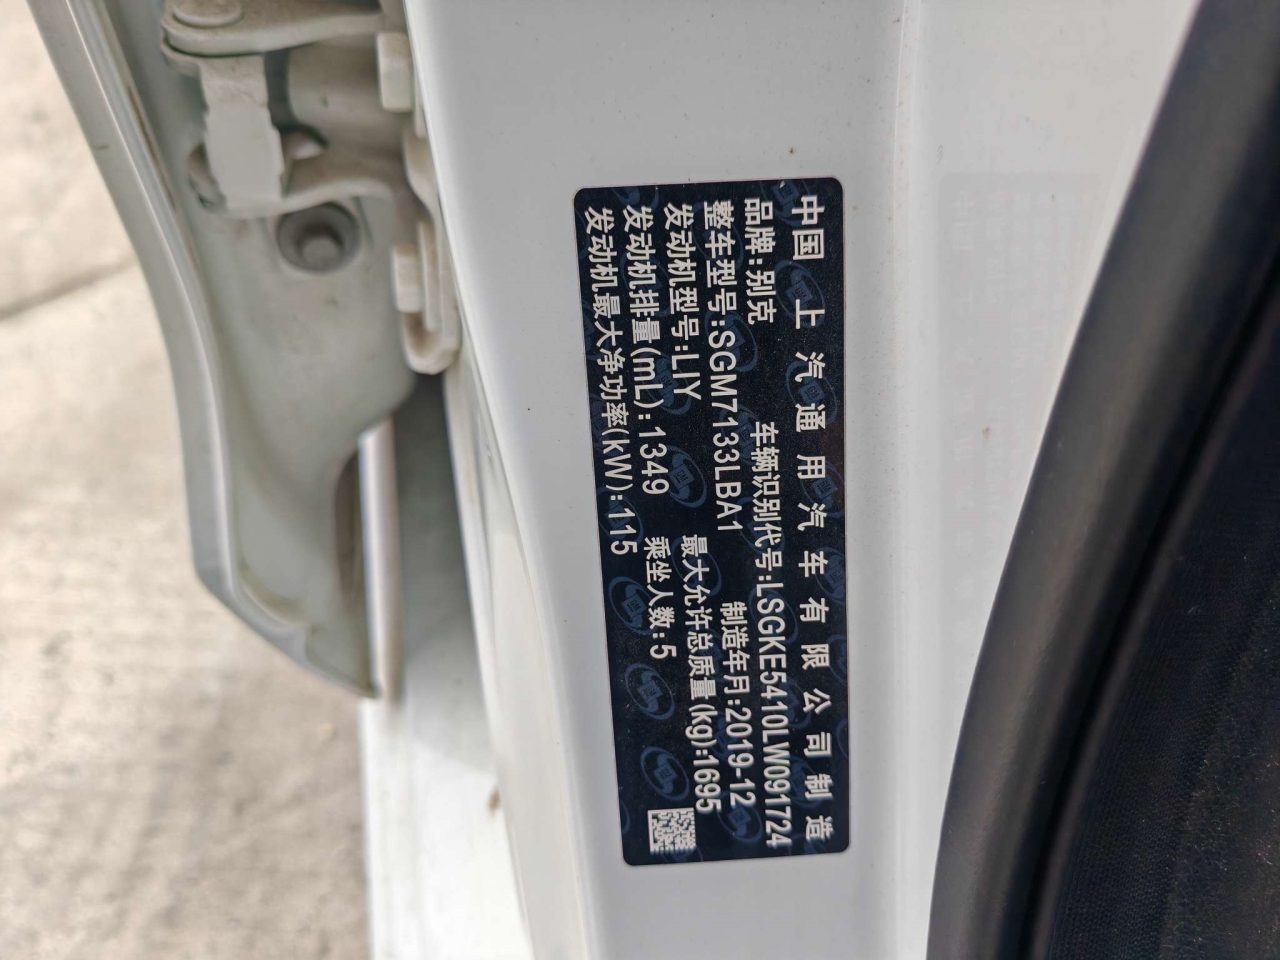 中国 上汽通用汽车有限公司制造
品牌:别克 车辆识别代号:LSGKE5410LW091724
整车型号:SGM7133LBA1 制造年月:2019-12
发动机型号:LIY 最大允许总质量(kg):1695
发动机排量(mL):1349 乘坐人数:5
发动机最大净功率(kW):115